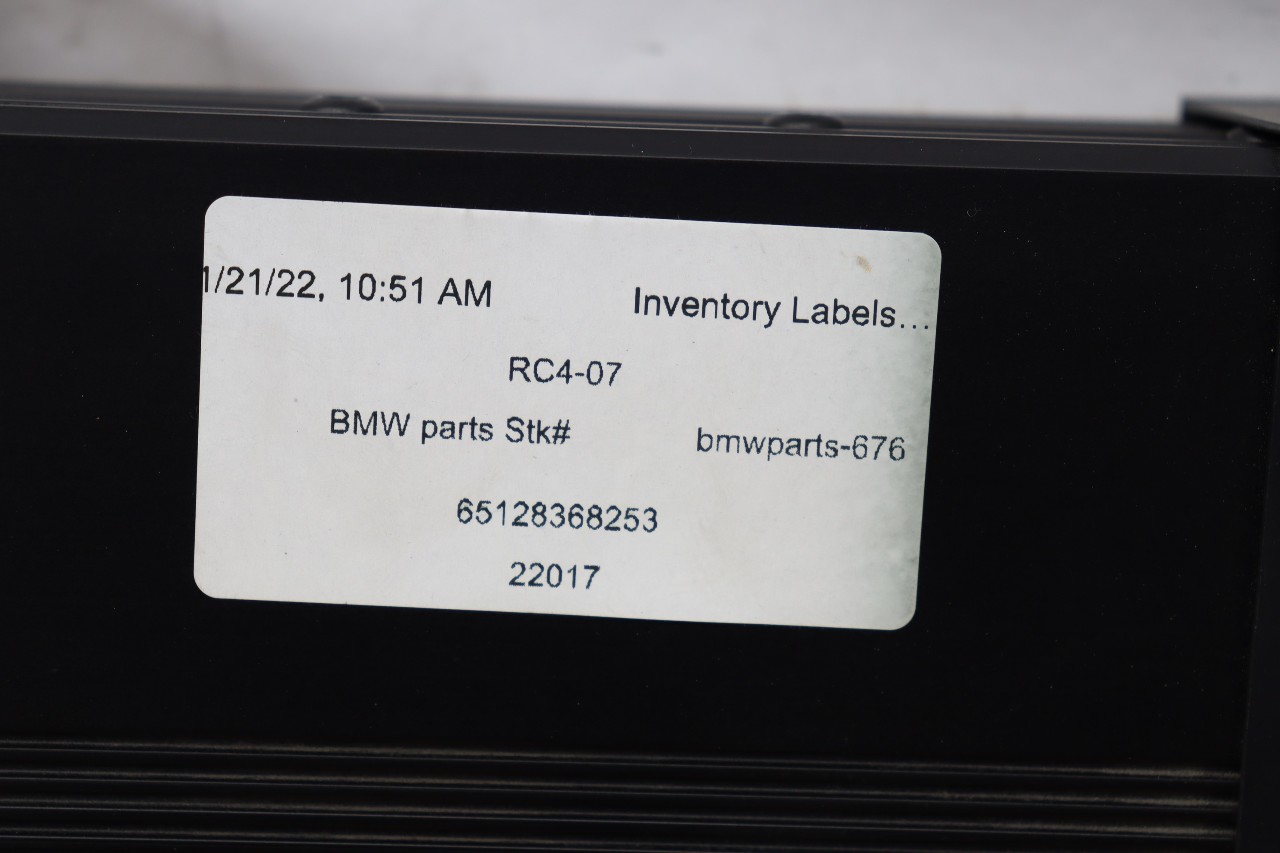 1/21/22, 10:51 AM Inventory Labels...
RC4-07
BMW parts Stk# bmwparts-676
65128368253
22017